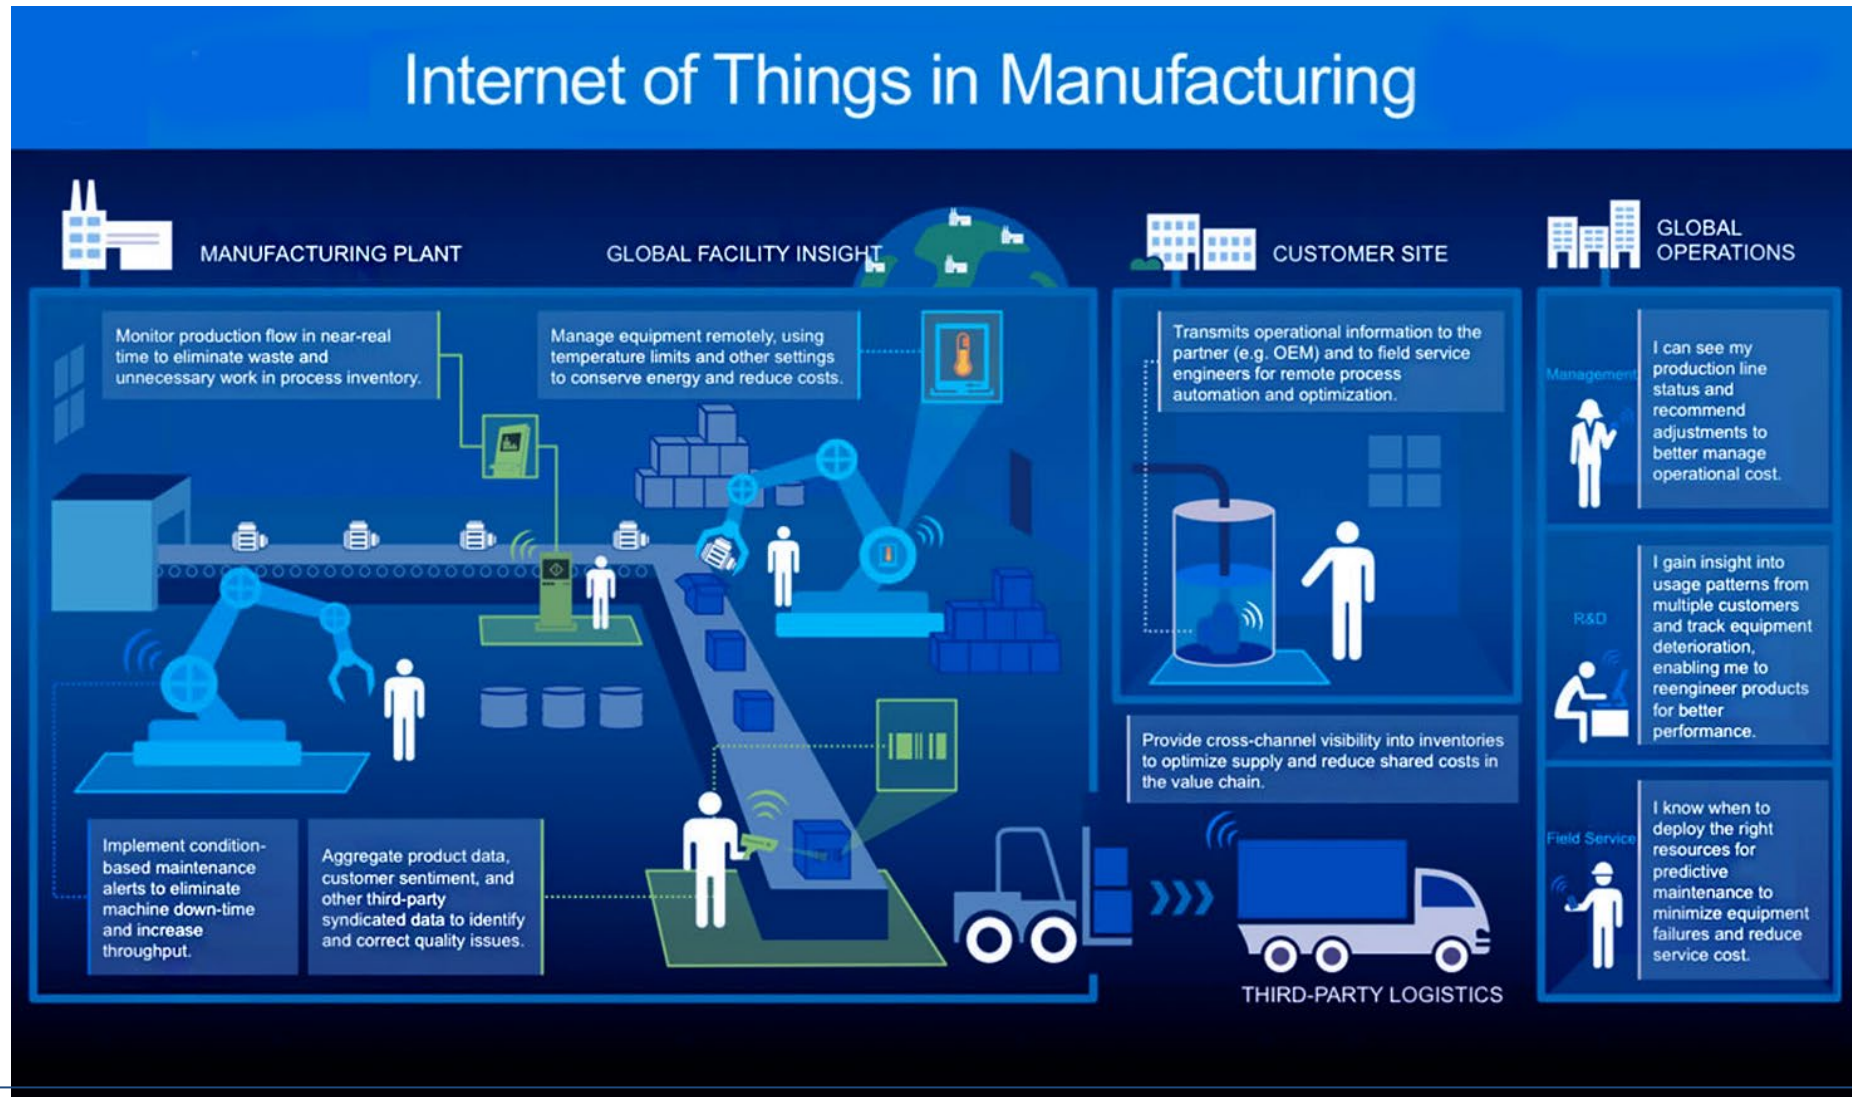 Internet of Things in Manufacturing
MANUFACTURING PLANT
GLOBAL FACILITY INSIGHT
Monitor production flow in near-real
time to eliminate waste and
unnecessary work in process inventory.
Manage equipment remotely, using
temperature limits and other settings
to conserve energy and reduce costs.
Implement condition-
based maintenance
alerts to eliminate
machine down-time
and increase
throughput.
Aggregate product data,
customer sentiment, and
other third-party
syndicated data to identify
and correct quality issues.
CUSTOMER SITE
Transmits operational information to the
partner (e.g. OEM) and to field service
engineers for remote process
automation and optimization.
Provide cross-channel visibility into inventories
to optimize supply and reduce shared costs in
the value chain.
THIRD-PARTY LOGISTICS
GLOBAL
OPERATIONS
Management
I can see my
production line
status and
recommend
adjustments to
better manage
operational cost.
R&D
I gain insight into
usage patterns from
multiple customers
and track equipment
deterioration,
enabling me to
reengineer products
for better
performance.
Field Service
I know when to
deploy the right
resources for
predictive
maintenance to
minimize equipment
failures and reduce
service cost.